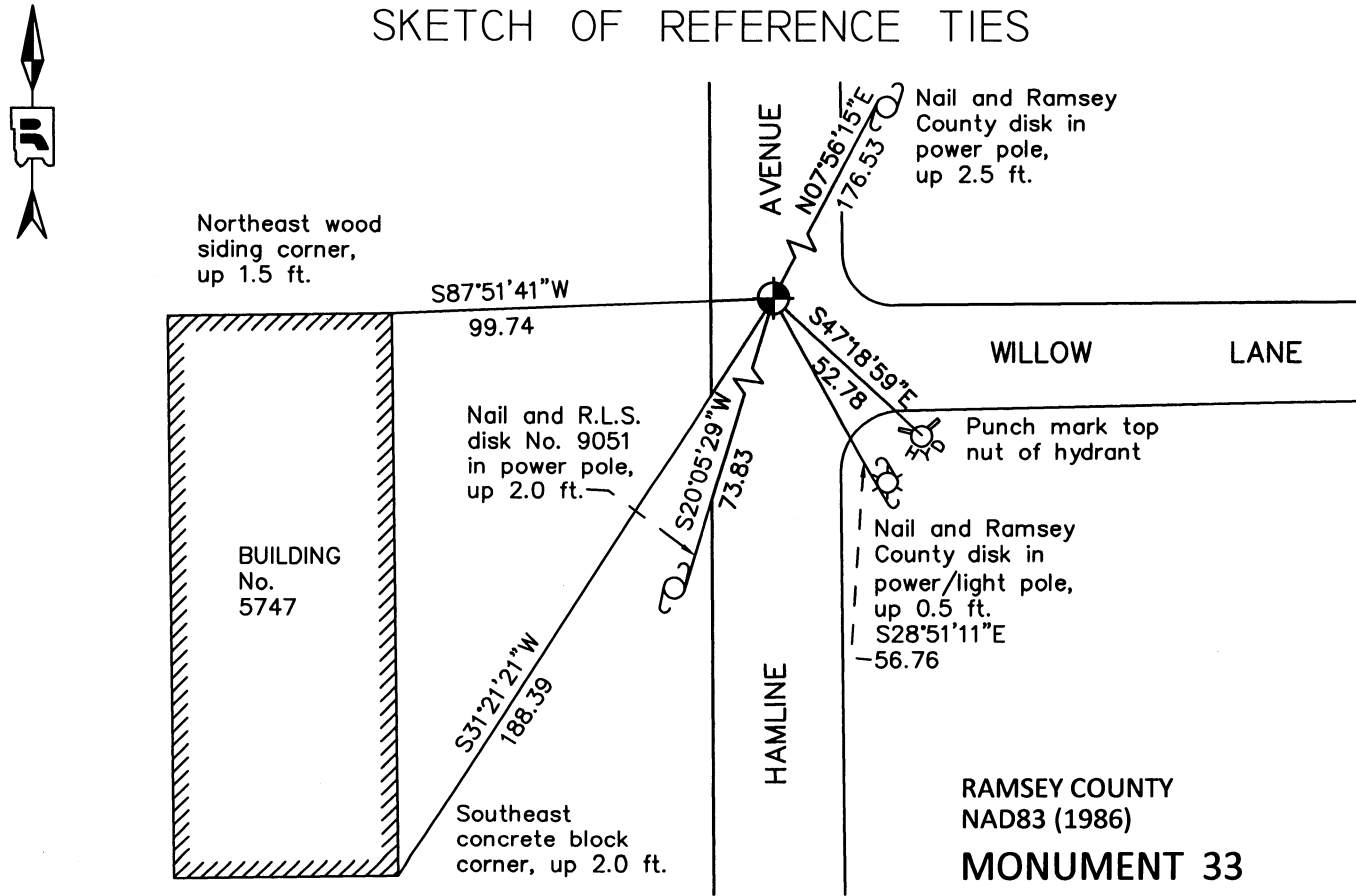 SKETCH OF REFERENCE TIES
Nail and Ramsey
County disk in
power pole,
up 2.5 ft.
AVENUE
N07°56'15"E
176.53
Northeast wood
siding corner,
up 1.5 ft.
S87°51'41"W
99.74
S47°18'59"E
52.78
WILLOW LANE
Nail and R.L.S.
disk No. 9051
in power pole,
up 2.0 ft.
S20°05'29"W
73.83
Punch mark top
nut of hydrant
HYD
Nail and Ramsey
County disk in
power/light pole,
up 0.5 ft.
S28°51'11"E
56.76
BUILDING
No.
5747
S31°21'21"W
188.39
HAMLINE
Southeast
concrete block
corner, up 2.0 ft.
RAMSEY COUNTY
NAD83 (1986)
MONUMENT 33